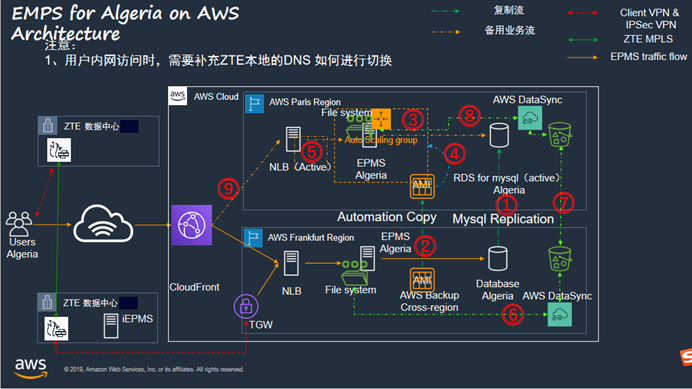 EMPS for Algeria on AWS
Architecture
注意:
1、用户内网访问时，需要补充ZTE本地的DNS 如何进行切换
复制流
备用业务流
Client VPN &
IPSec VPN
ZTE MPLS
EPMS traffic flow
aws
AWS Cloud
AWS Paris Region
File system
③
⑧
AWS DataSync
ZTE 数据中心
Auto Scaling group
⑤
NLB（Active）
EPMS
Algeria
④
AMI
RDS for mysql（active）
Algeria
①
⑨
⑦
Automation Copy
Mysql Replication
Users
Algeria
CloudFront
AWS Frankfurt Region
EPMS
Algeria
②
NLB
File system
AMI
AWS Backup
Cross-region
Database
Algeria
AWS DataSync
⑥
ZTE 数据中心
iEPMS
TGW
aws
© 2019, Amazon Web Services, Inc. or its affiliates. All rights reserved.
S